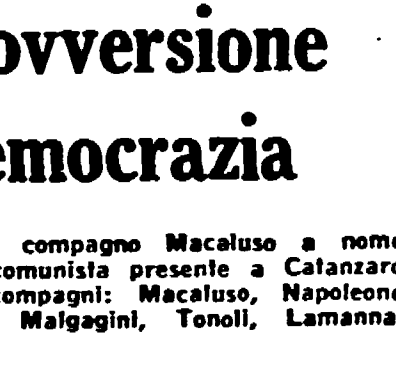 ovversione
emocrazia
compagno Macaluso a nome
comunista presente a Catanzaro
compagni: Macaluso, Napoleone
Malgagini, Tonoli, Lamanna